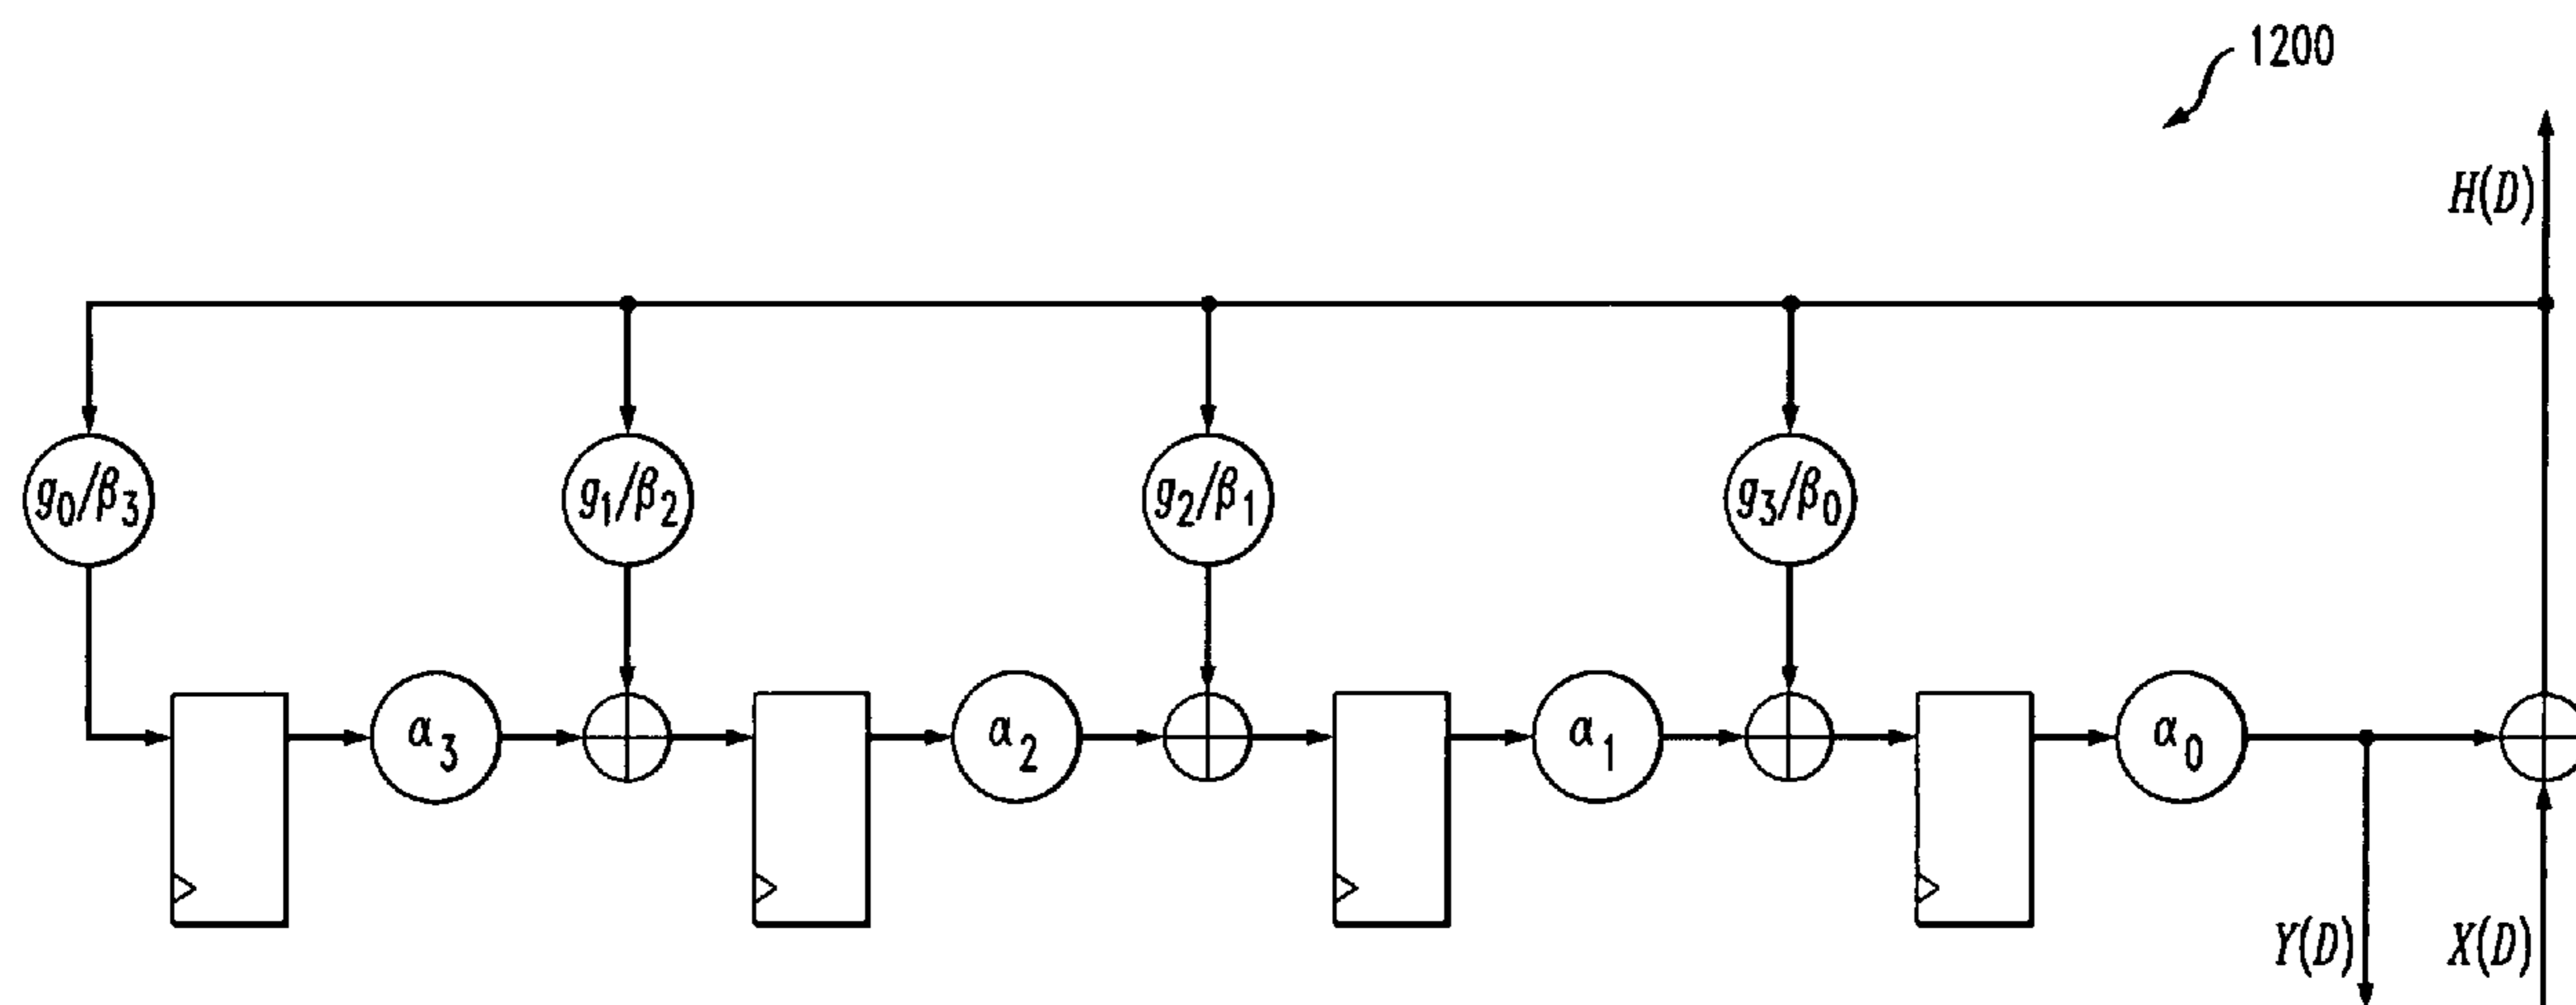 1200
H(D)
g₀/β₃
g₁/β₂
g₂/β₁
g₃/β₀
α₃
α₂
α₁
α₀
Y(D)
X(D)